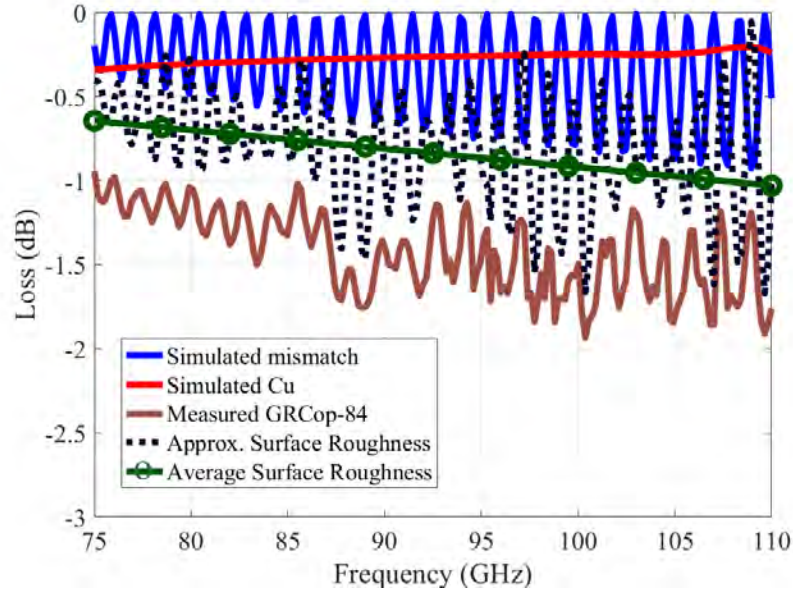 0
-0.5
-1
-1.5
-2
-2.5
-3
Loss (dB)
Simulated mismatch
Simulated Cu
Measured GRCop-84
Approx. Surface Roughness
Average Surface Roughness
75 80 85 90 95 100 105 110
Frequency (GHz)